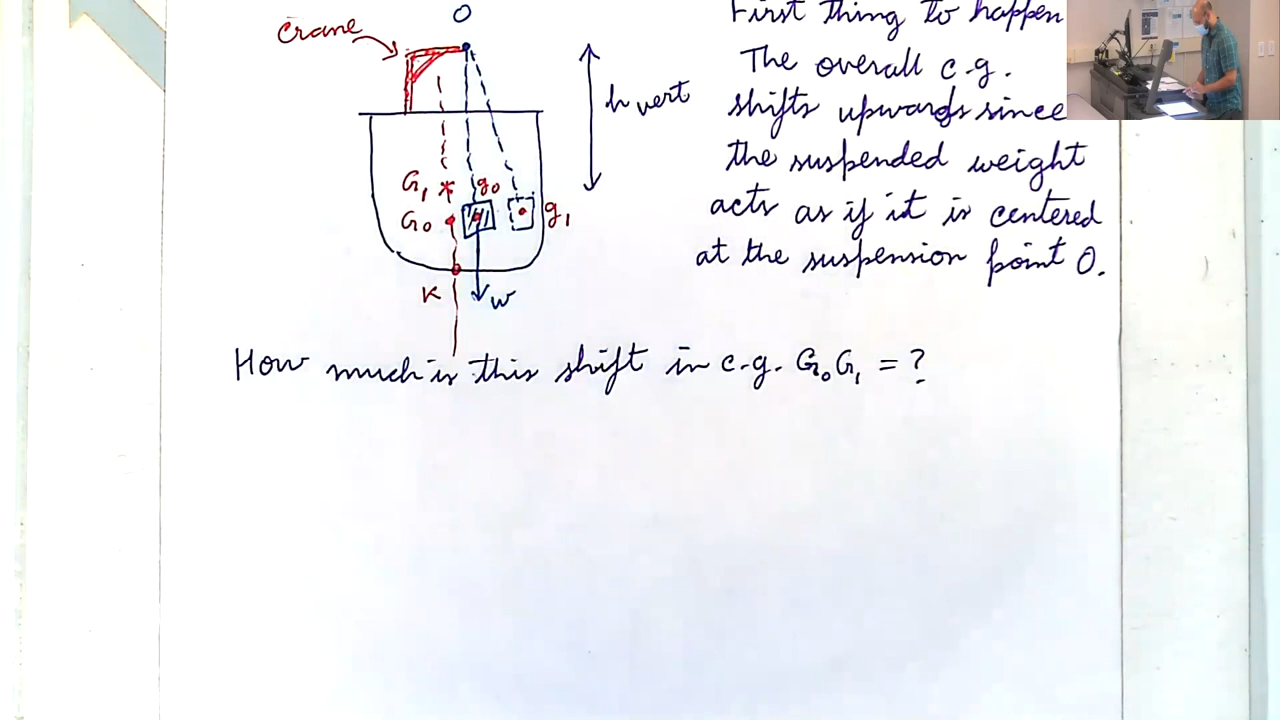 O
Crane
First thing to happen
The overall c.g.
h vert
shifts upwards since
the suspended weight
G₁ g₀
acts as if it is centered
G₀ g₁
at the suspension point O.
K w
How much is this shift in c.g. G₀G₁ = ?